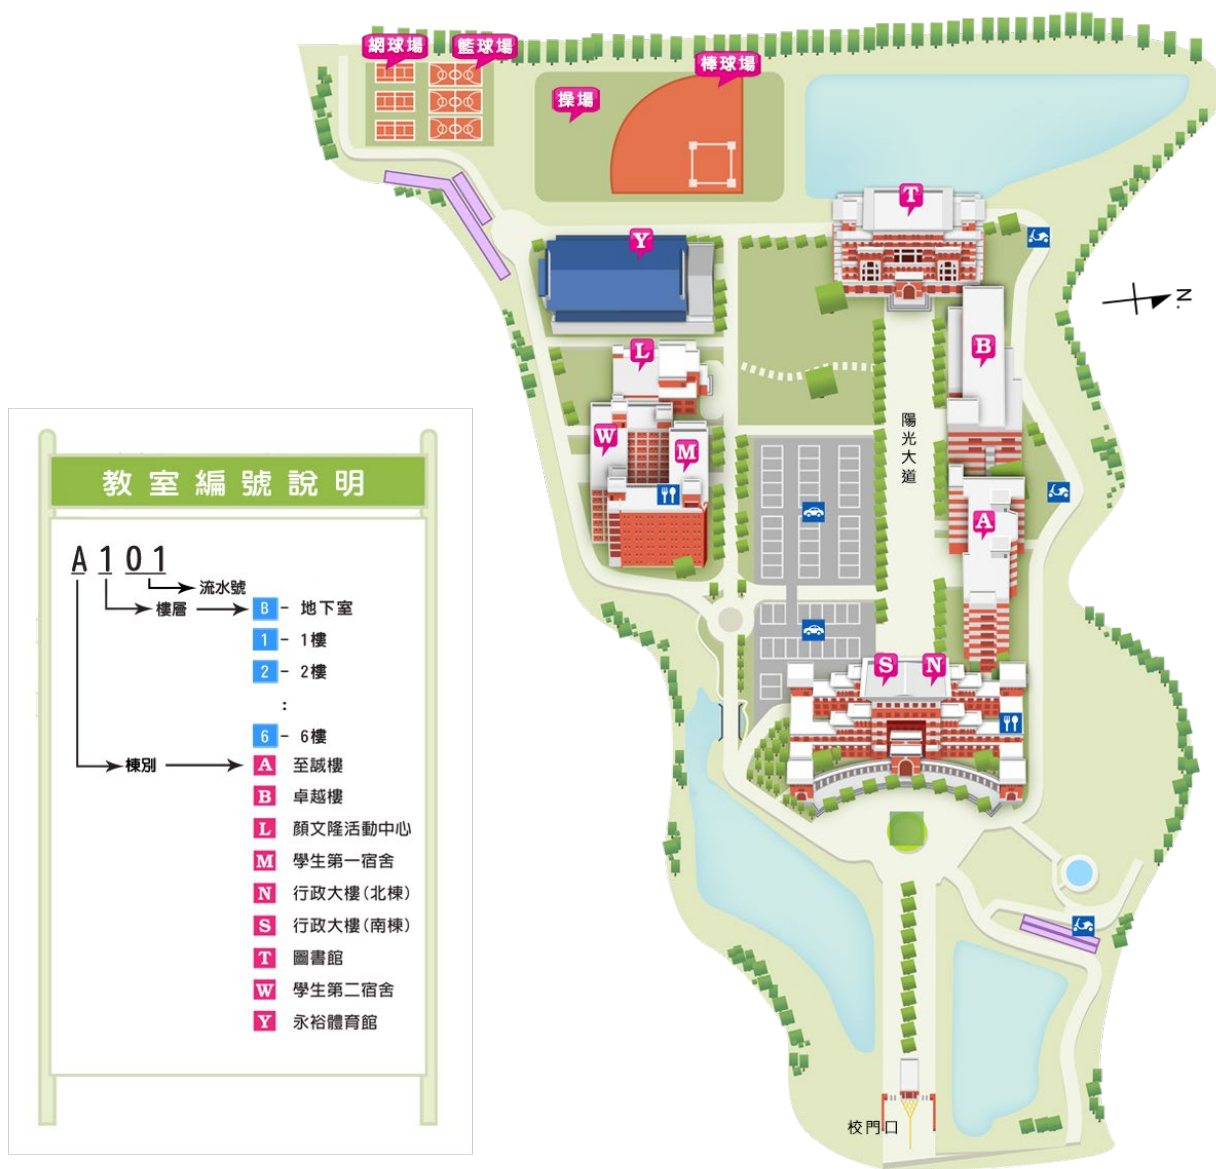 網球場
籃球場
棒球場
操場
T
Y
N
L
B
陽光大道
W
M
A
S
N
校門口
教室編號說明
A101
流水號
樓層
B - 地下室
1 - 1樓
2 - 2樓
:
6 - 6樓
棟別
A 至誠樓
B 卓越樓
L 顏文隆活動中心
M 學生第一宿舍
N 行政大樓(北棟)
S 行政大樓(南棟)
T 圖書館
W 學生第二宿舍
Y 永裕體育館